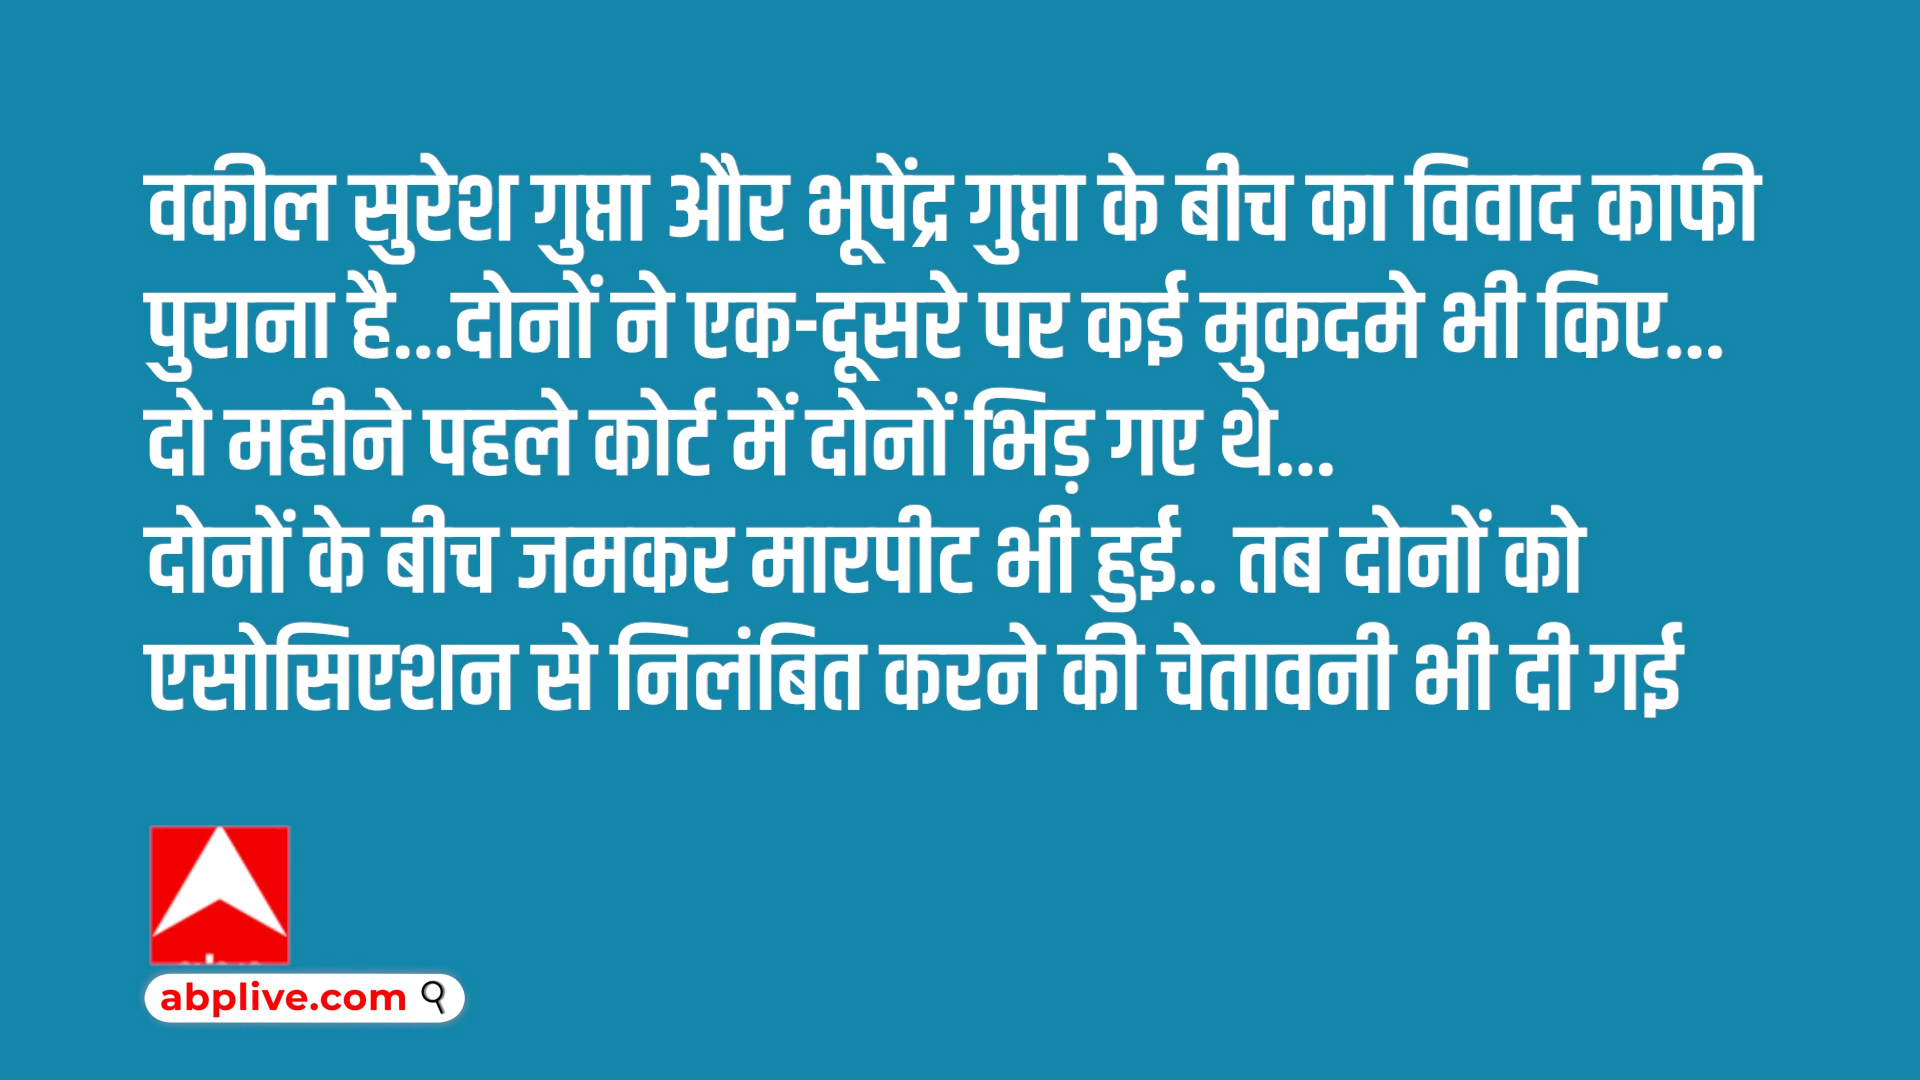 वकील सुरेश गुप्ता और भूपेंद्र गुप्ता के बीच का विवाद काफी
पुराना है...दोनों ने एक-दूसरे पर कई मुकदमे भी किए...
दो महीने पहले कोर्ट में दोनों भिड़ गए थे...
दोनों के बीच जमकर मारपीट भी हुई.. तब दोनों को
एसोसिएशन से निलंबित करने की चेतावनी भी दी गई
abplive.com